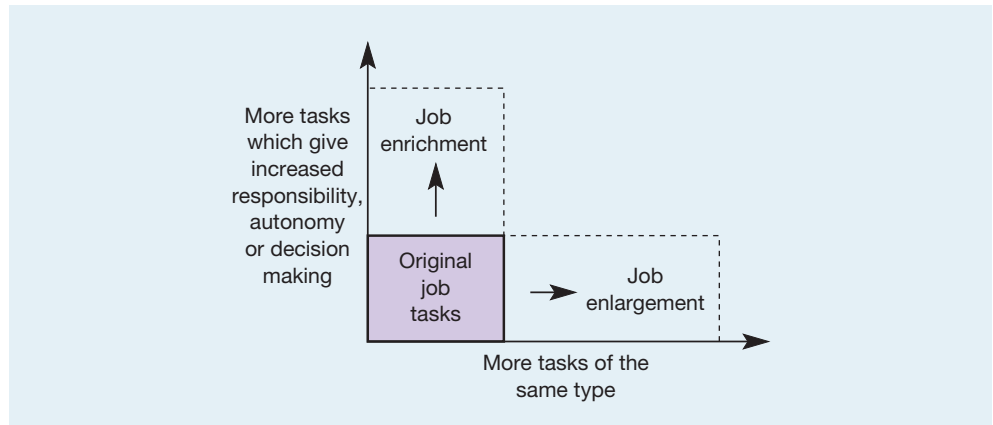 More tasks
which give
increased
responsibility,
autonomy
or decision
making
Job
enrichment
Original
job
tasks
Job
enlargement
More tasks of the
same type